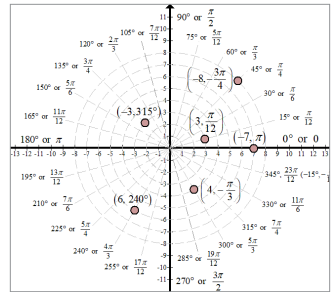 90° or π/2
105° or 7π/12
75° or 5π/12
120° or 2π/3
60° or π/3
135° or 3π/4
(-8, -3π/4)
45° or π/4
150° or 5π/6
30° or π/6
165° or 11π/12
(-3,315°)
(3, π/12)
15° or π/12
180° or π
(-7, π)
0° or 0
-13 -12 -11 -10 -9 -8 -7 -6 -5 -4 -3 -2 -1 1 2 3 4 5 6 7 8 9 10 11 12 13
11
10
9
8
7
6
5
4
3
2
1
-1
-2
-3
-4
-5
-6
-7
-8
-9
-10
-11
195° or 13π/12
345°, 23π/12 (-15°, -
210° or 7π/6
(6, 240°)
(4, -π/3)
330° or 11π/6
225° or 5π/4
315° or 7π/4
240° or 4π/3
300° or 5π/3
255° or 17π/12
285° or 19π/12
270° or 3π/2